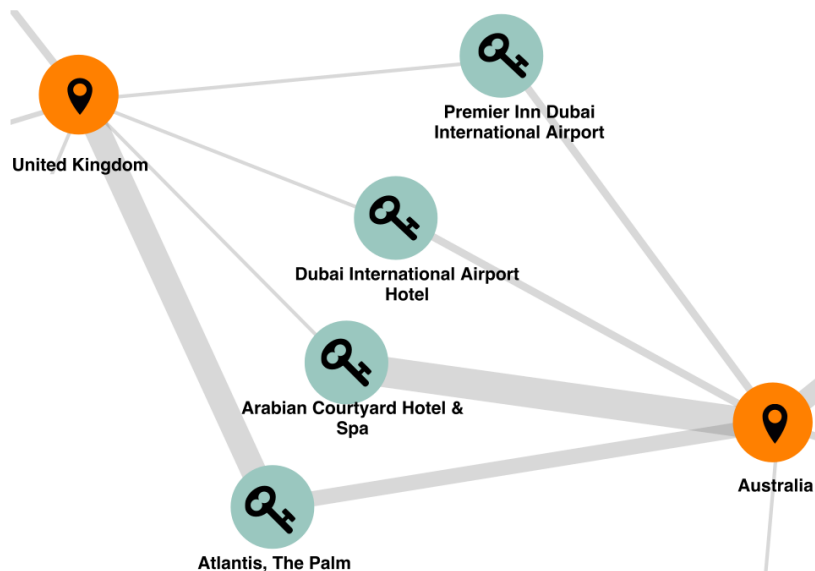 Premier Inn Dubai
International Airport
United Kingdom
Dubai International Airport
Hotel
Arabian Courtyard Hotel &
Spa
Australia
Atlantis, The Palm